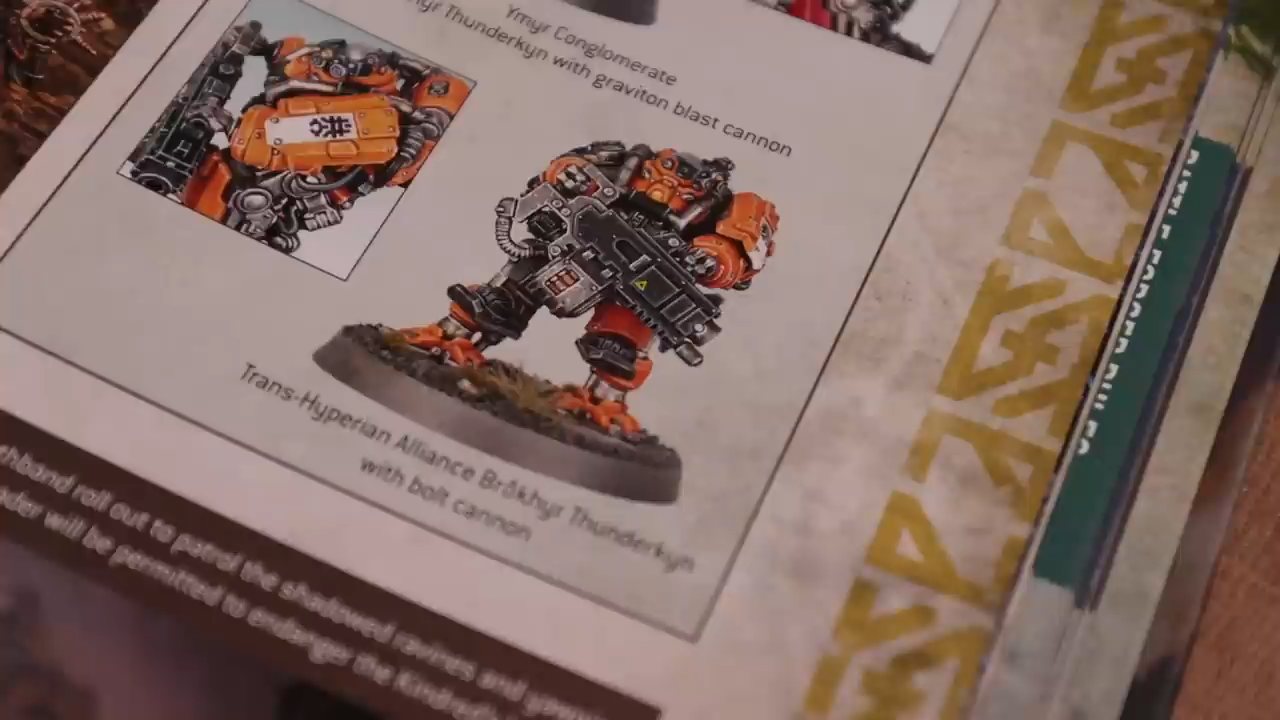 Ymyr Conglomerate
Thunderkyn with graviton blast cannon
Trans-Hyperian Alliance Brôkhyr Thunderkyn
with bolt cannon
roll out to patrol the shadowed ravines and
will be permitted to endanger the